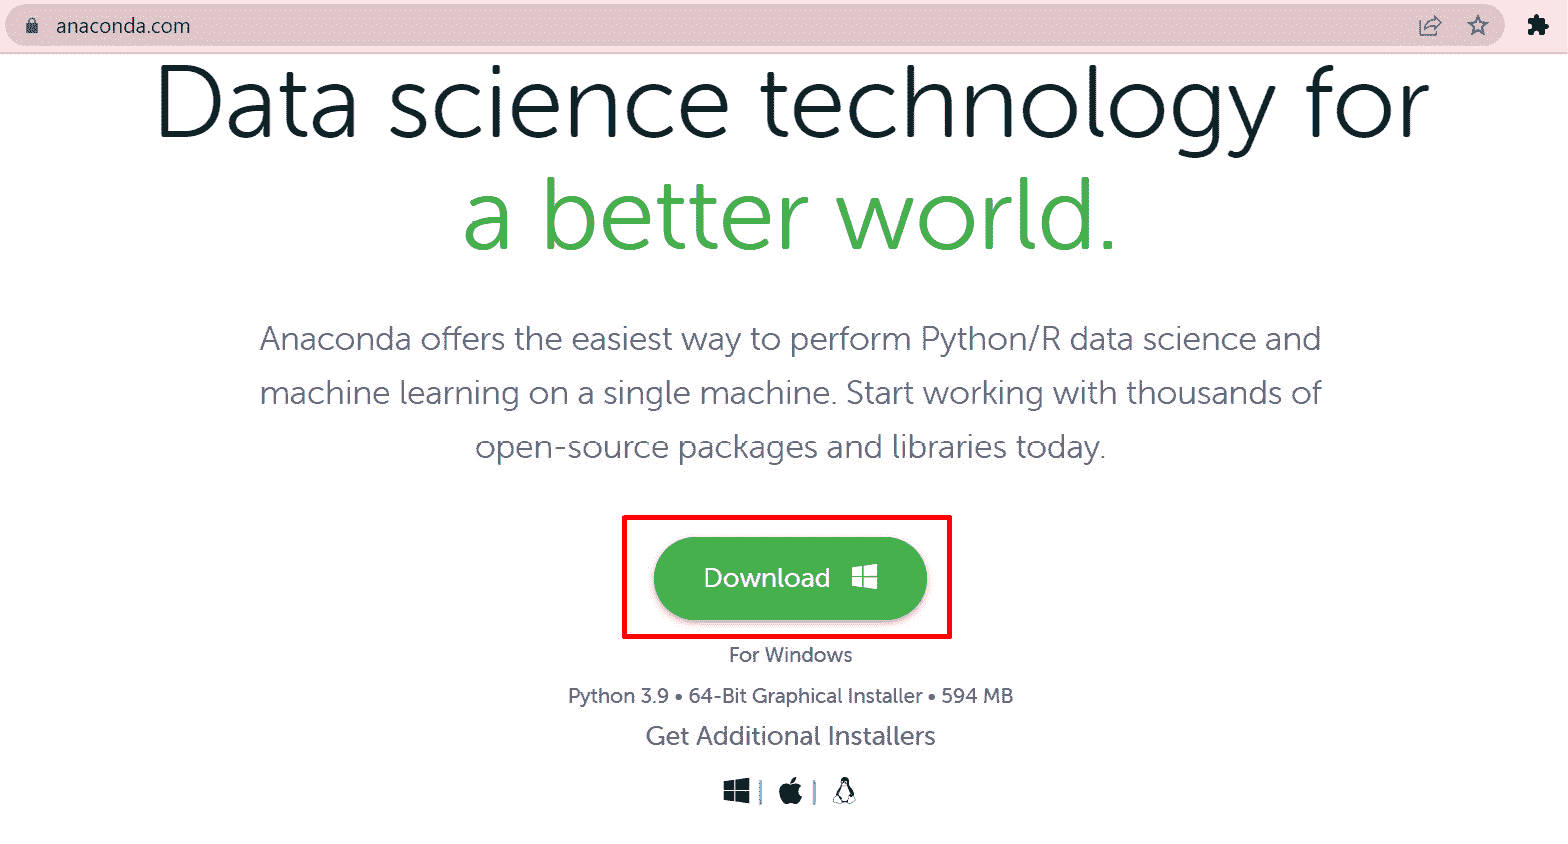 anaconda.com
Data science technology for
a better world.
Anaconda offers the easiest way to perform Python/R data science and
machine learning on a single machine. Start working with thousands of
open-source packages and libraries today.
Download
For Windows
Python 3.9 • 64-Bit Graphical Installer • 594 MB
Get Additional Installers